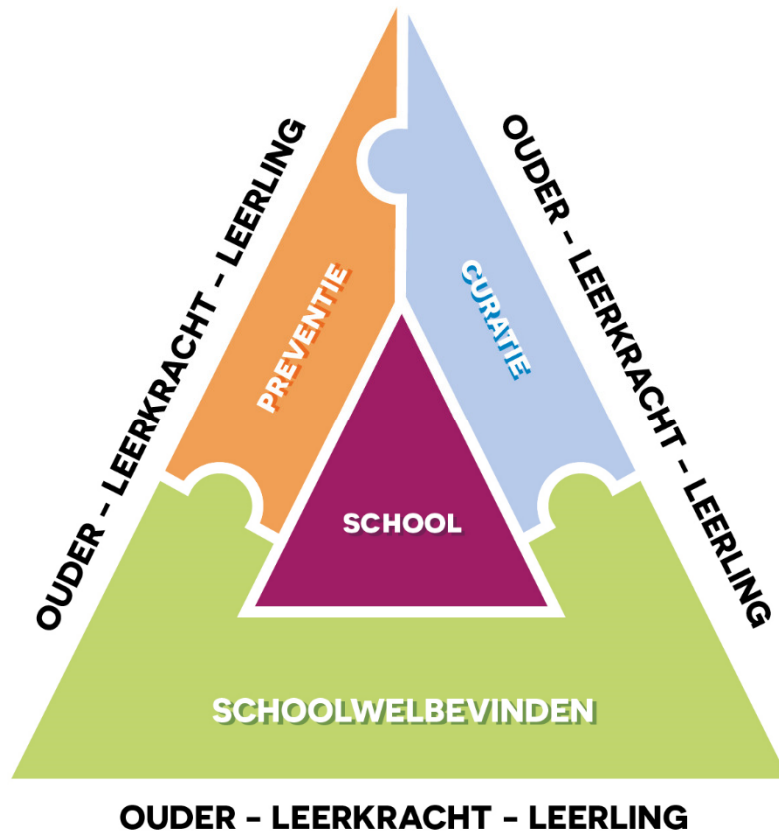 OUDER - LEERKRACHT - LEERLING
OUDER - LEERKRACHT - LEERLING
PREVENTIE
CURATIE
SCHOOL
SCHOOLWELBEVINDEN
OUDER - LEERKRACHT - LEERLING